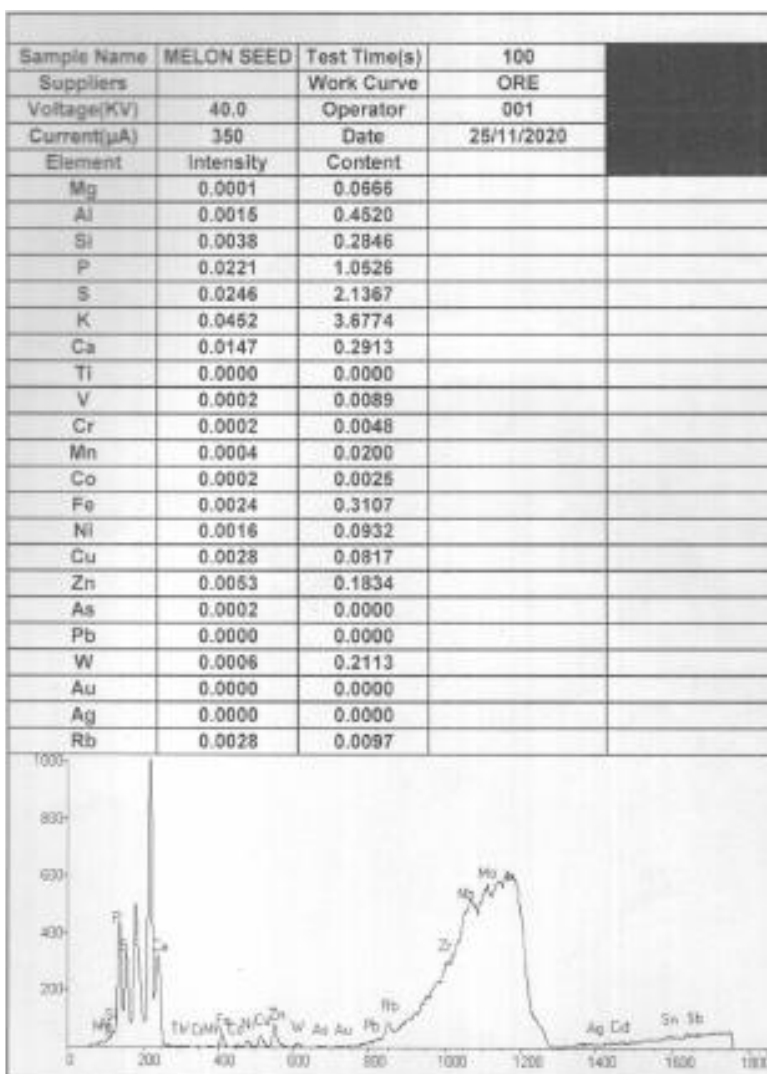 Sample Name MELON SEED Test Time(s) 100
Suppliers Work Curve ORE
Voltage(KV) 40.0 Operator 001
Current(µA) 350 Date 25/11/2020
Element Intensity Content
Mg 0.0001 0.0666
Al 0.0015 0.4520
Si 0.0038 0.2846
P 0.0221 1.0526
S 0.0246 2.1367
K 0.0452 3.6774
Ca 0.0147 0.2913
Ti 0.0000 0.0000
V 0.0002 0.0089
Cr 0.0002 0.0048
Mn 0.0004 0.0200
Co 0.0002 0.0025
Fe 0.0024 0.3107
Ni 0.0016 0.0932
Cu 0.0028 0.0817
Zn 0.0053 0.1834
As 0.0002 0.0000
Pb 0.0000 0.0000
W 0.0006 0.2113
Au 0.0000 0.0000
Ag 0.0000 0.0000
Rb 0.0028 0.0097
1000
800
600 Mo
Nb
400
Ca Zr
200
Rb
Fe Cu Zn W As Au Pb Ag Cd Sn Sb
0 200 400 600 800 1000 1200 1400 1600 1800